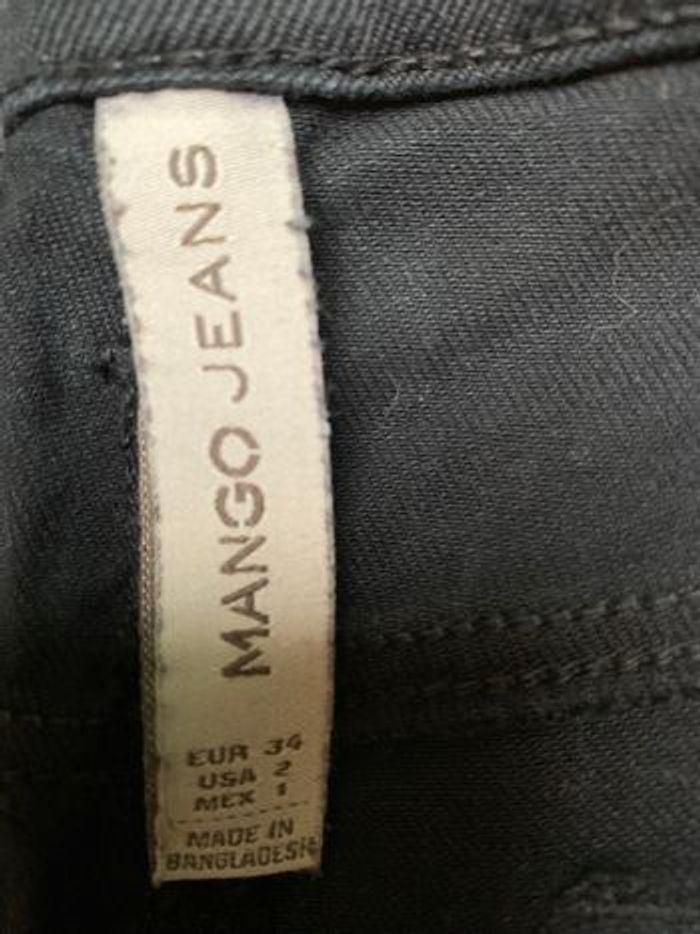 MANGO JEANS
EUR 34
USA 2
MEX 1
MADE IN
BANGLADESH